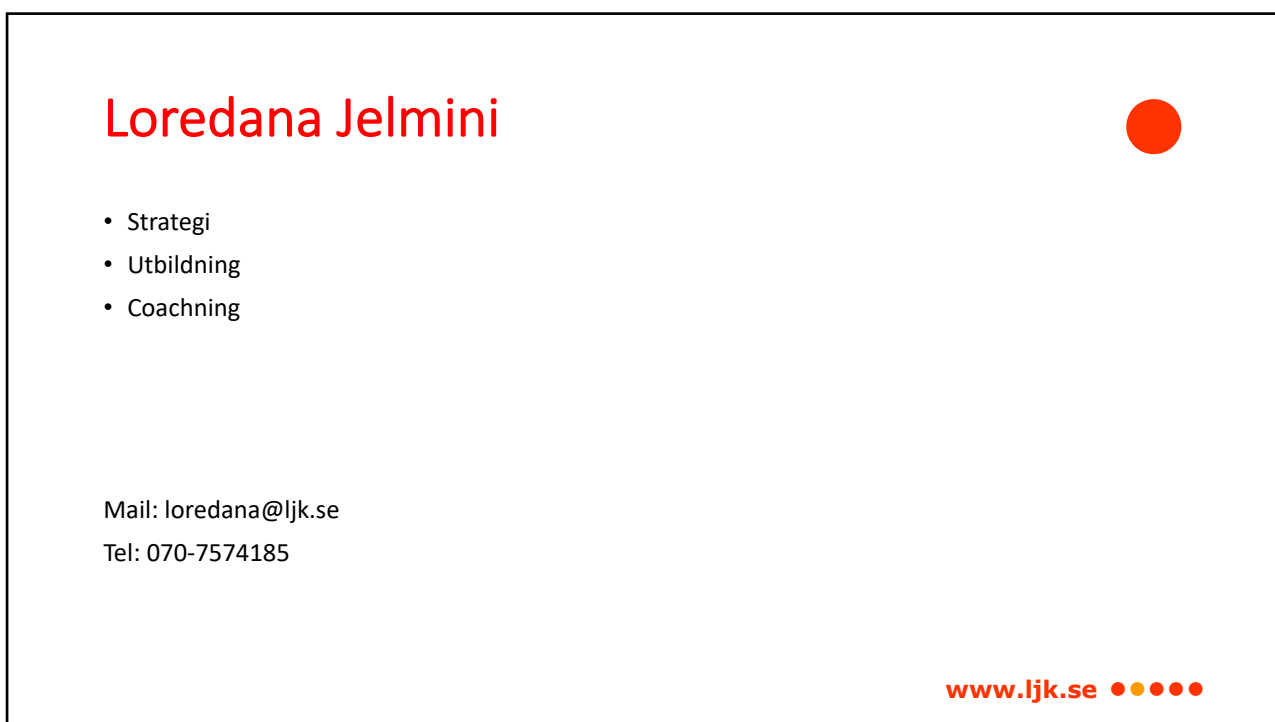 Loredana Jelmini
• Strategi
• Utbildning
• Coachning
Mail: loredana@ljk.se
Tel: 070-7574185
www.ljk.se